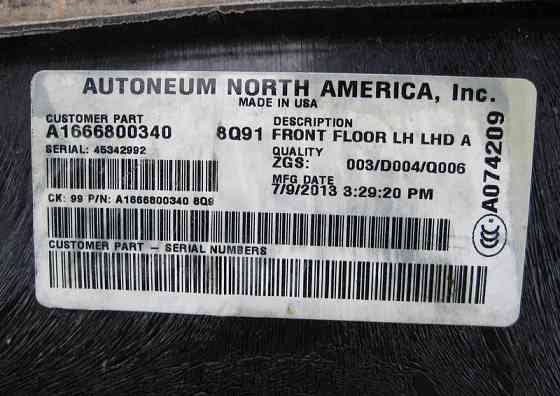 AUTONEUM NORTH AMERICA, Inc.
MADE IN USA
CUSTOMER PART
A1666800340 8Q91
SERIAL: 45342992
DESCRIPTION
FRONT FLOOR LH LHD A
QUALITY
ZGS: 003/D004/Q006
MFG DATE
7/9/2013 3:29:20 PM
CK: 99 P/N: A1666800340 8Q9
CUSTOMER PART - SERIAL NUMBERS
CCC A074209